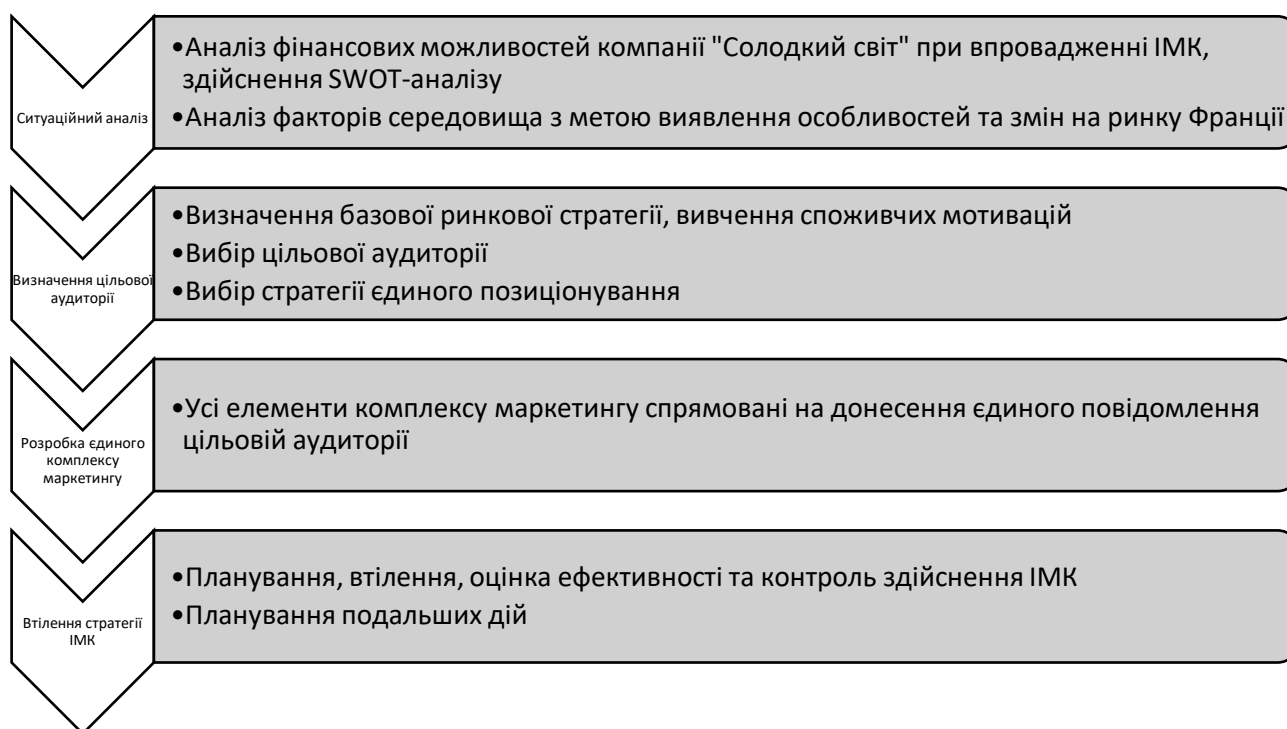 Ситуаційний аналіз
•Аналіз фінансових можливостей компанії "Солодкий світ" при впровадженні ІМК,
здійснення SWOT-аналізу
•Аналіз факторів середовища з метою виявлення особливостей та змін на ринку Франції
Визначення цільової
аудиторії
•Визначення базової ринкової стратегії, вивчення споживчих мотивацій
•Вибір цільової аудиторії
•Вибір стратегії єдиного позиціонування
Розробка єдиного
комплексу
маркетингу
•Усі елементи комплексу маркетингу спрямовані на донесення єдиного повідомлення
цільовій аудиторії
Втілення стратегії
ІМК
•Планування, втілення, оцінка ефективності та контроль здійснення ІМК
•Планування подальших дій